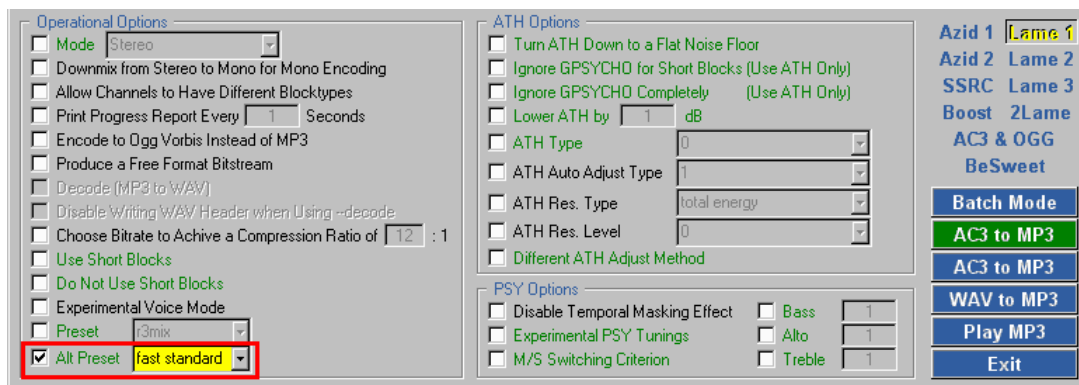 Operational Options
Mode Stereo
Downmix from Stereo to Mono for Mono Encoding
Allow Channels to Have Different Blocktypes
Print Progress Report Every 1 Seconds
Encode to Ogg Vorbis Instead of MP3
Produce a Free Format Bitstream
Decode (MP3 to WAV)
Disable Writing WAV Header when Using --decode
Choose Bitrate to Achive a Compression Ratio of 12 : 1
Use Short Blocks
Do Not Use Short Blocks
Experimental Voice Mode
Preset r3mix
Alt Preset fast standard
ATH Options
Turn ATH Down to a Flat Noise Floor
Ignore GPSYCHO for Short Blocks (Use ATH Only)
Ignore GPSYCHO Completely (Use ATH Only)
Lower ATH by 1 dB
ATH Type 0
ATH Auto Adjust Type 1
ATH Res. Type total energy
ATH Res. Level 0
Different ATH Adjust Method
PSY Options
Disable Temporal Masking Effect Bass 1
Experimental PSY Tunings Alto 1
M/S Switching Criterion Treble 1
Azid 1 Lame 1
Azid 2 Lame 2
SSRC Lame 3
Boost 2Lame
AC3 & OGG
BeSweet
Batch Mode
AC3 to MP3
AC3 to MP3
WAV to MP3
Play MP3
Exit